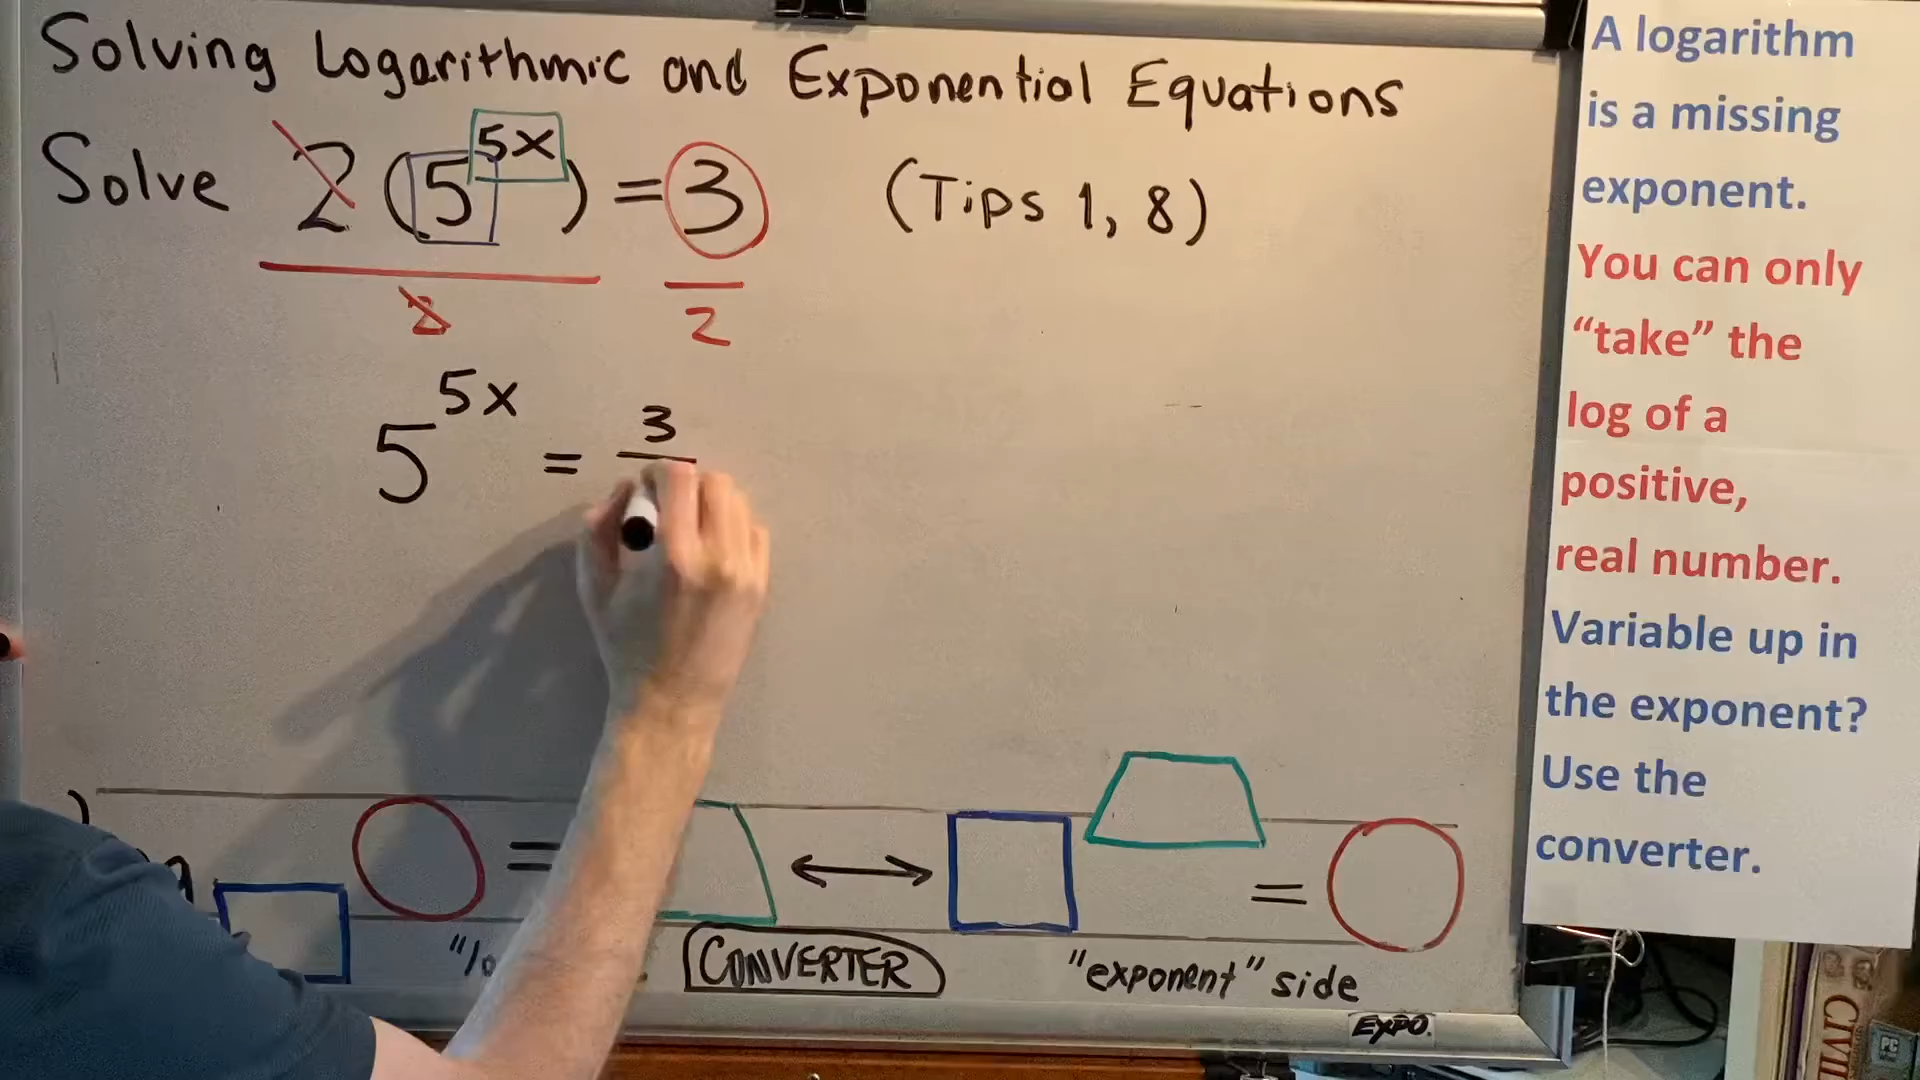 Solving Logarithmic and Exponential Equations
Solve 2 (5^{5x}) = 3 (Tips 1, 8)
2 2
5^{5x} = 3
= ↔ =
CONVERTER "exponent" side
EXPO
A logarithm
is a missing
exponent.
You can only
“take” the
log of a
positive,
real number.
Variable up in
the exponent?
Use the
converter.